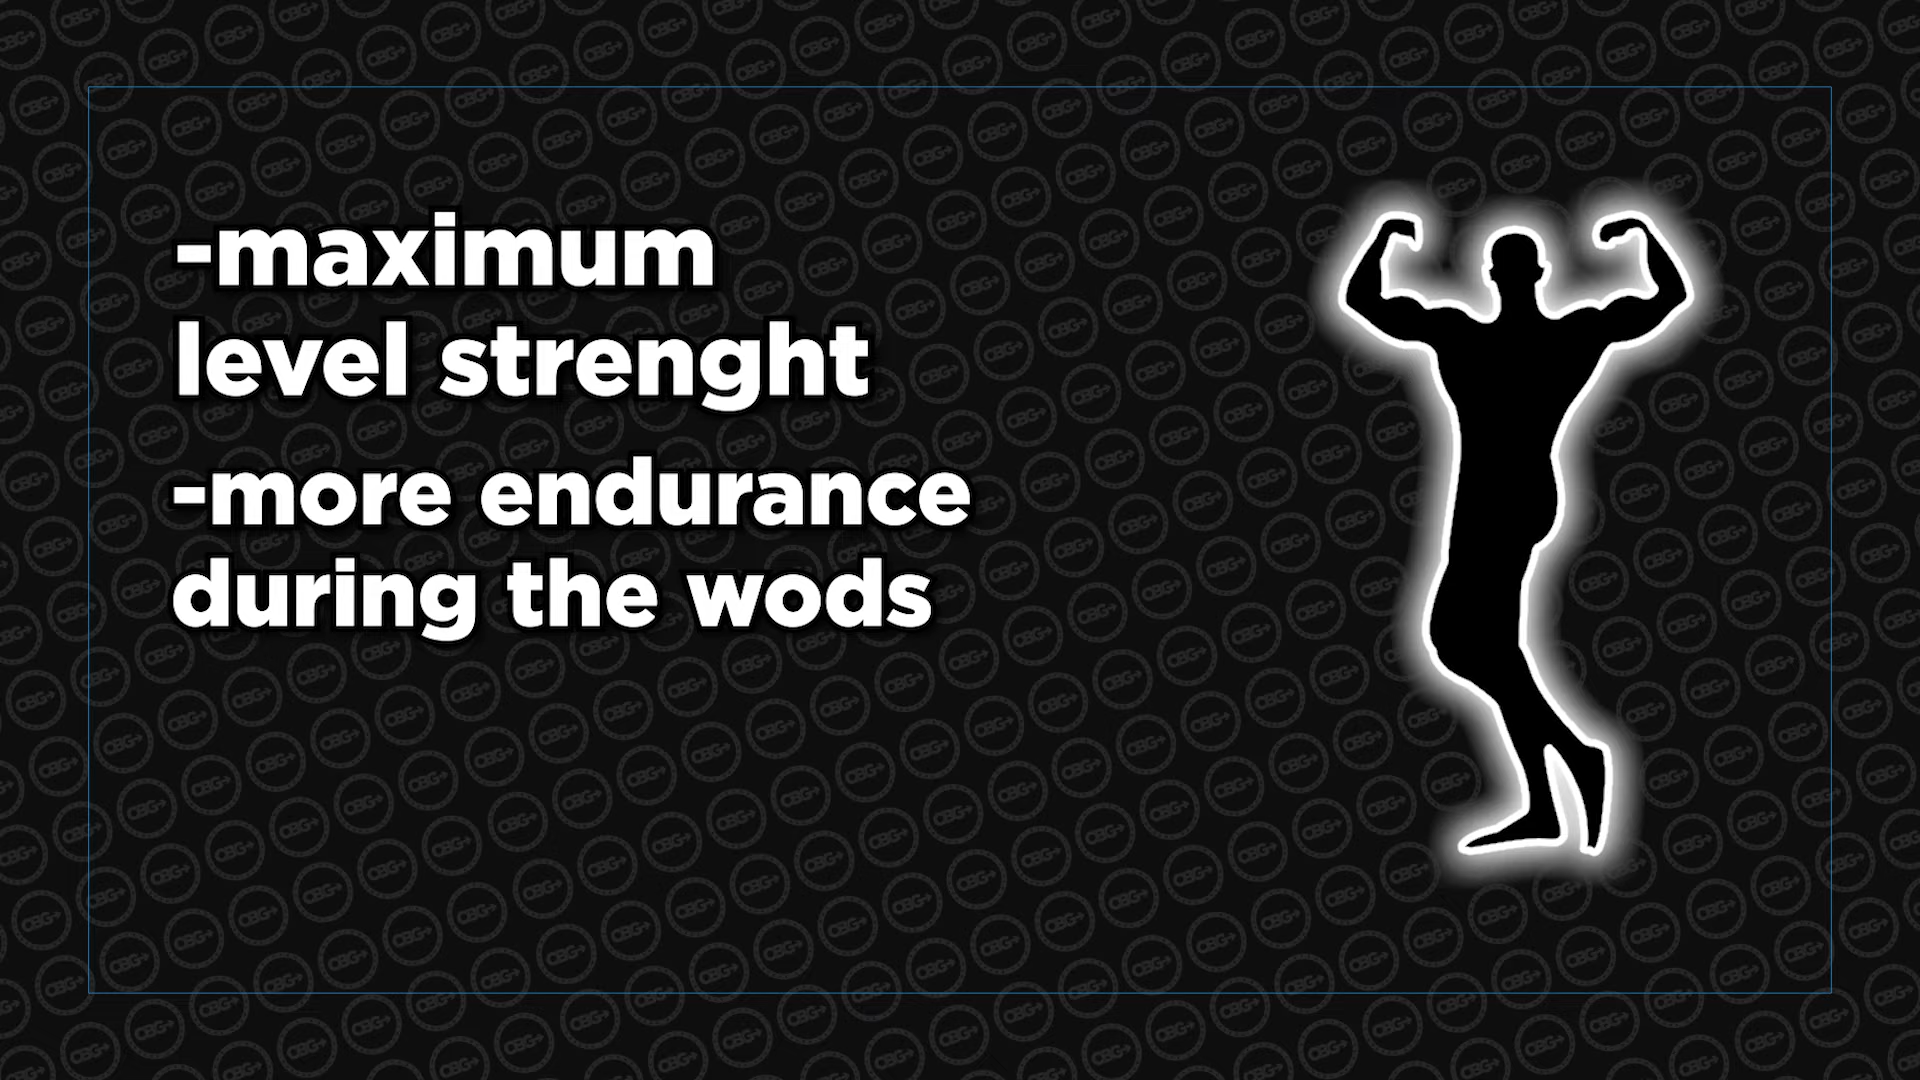 -maximum
level strenght
-more endurance
during the wods